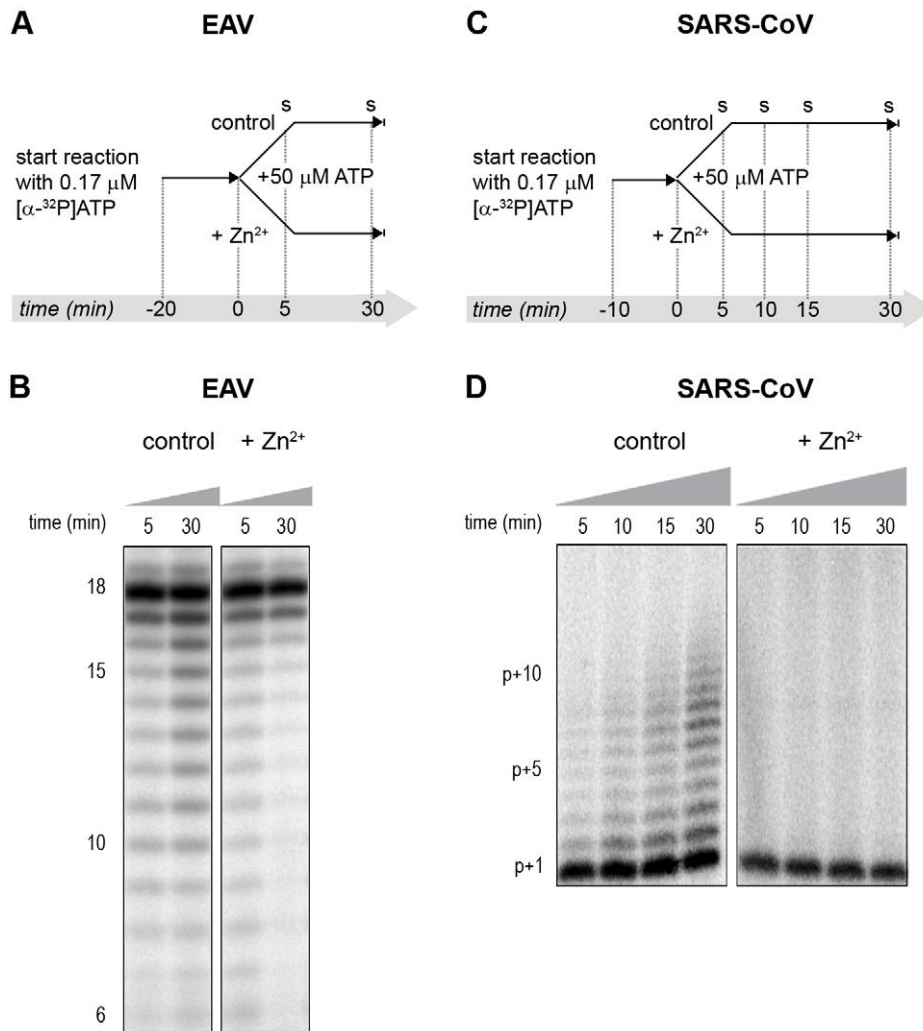 A EAV
control
s s
start reaction
with 0.17 μM
[α-³²P]ATP
+50 μM ATP
+ Zn²⁺
time (min) -20 0 5 30
C SARS-CoV
control
s s s s
start reaction
with 0.17 μM
[α-³²P]ATP
+50 μM ATP
+ Zn²⁺
time (min) -10 0 5 10 15 30
B EAV
control + Zn²⁺
time (min) 5 30 5 30
18
15
10
6
D SARS-CoV
control + Zn²⁺
time (min) 5 10 15 30 5 10 15 30
p+10
p+5
p+1